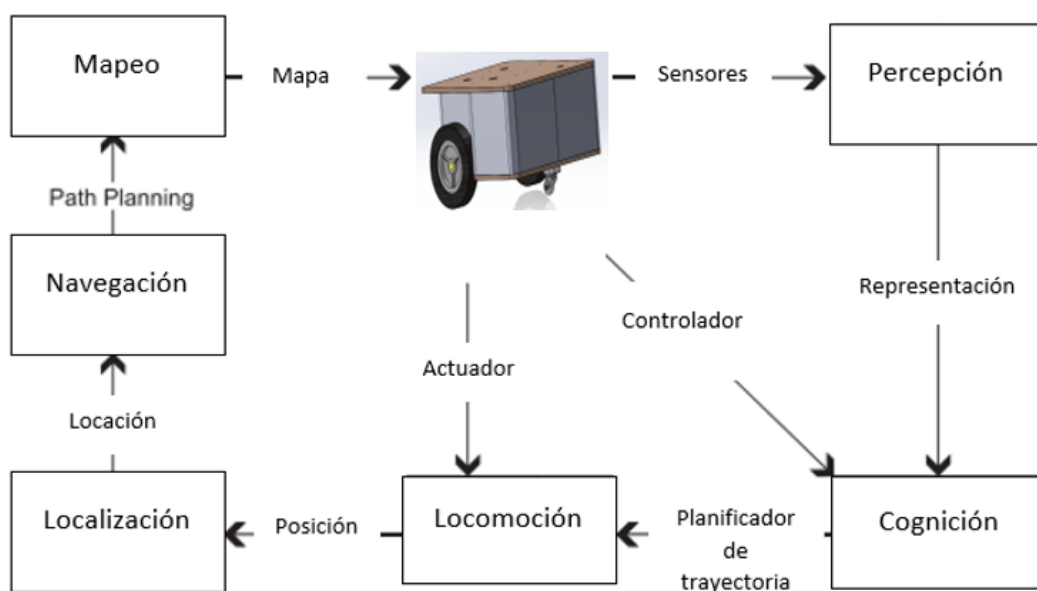 Mapeo
Mapa
Sensores
Percepción
Path Planning
Navegación
Representación
Controlador
Actuador
Locación
Localización
Posición
Locomoción
Planificador
de
trayectoria
Cognición